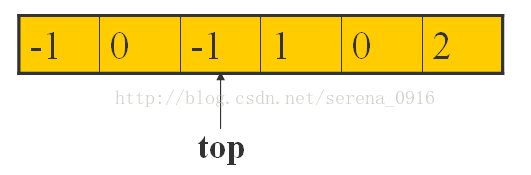 -1 0 -1 1 0 2
http://blog.csdn.net/serena_0916
top